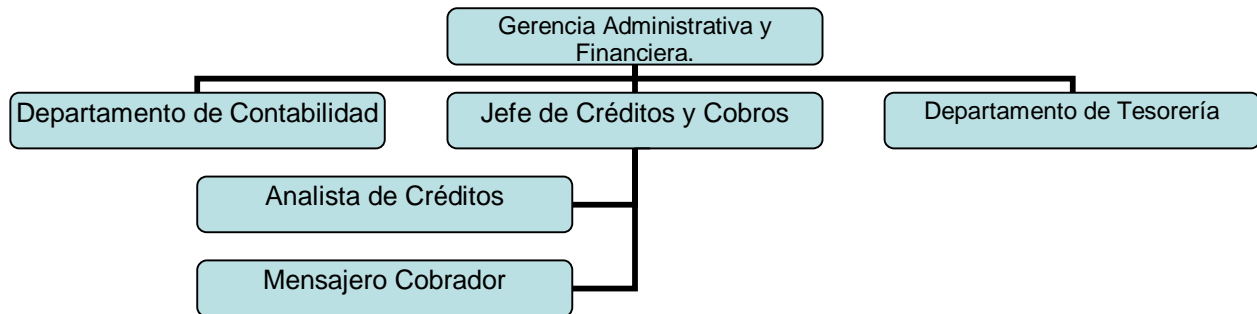 Gerencia Administrativa y
Financiera.
Departamento de Contabilidad
Jefe de Créditos y Cobros
Departamento de Tesorería
Analista de Créditos
Mensajero Cobrador